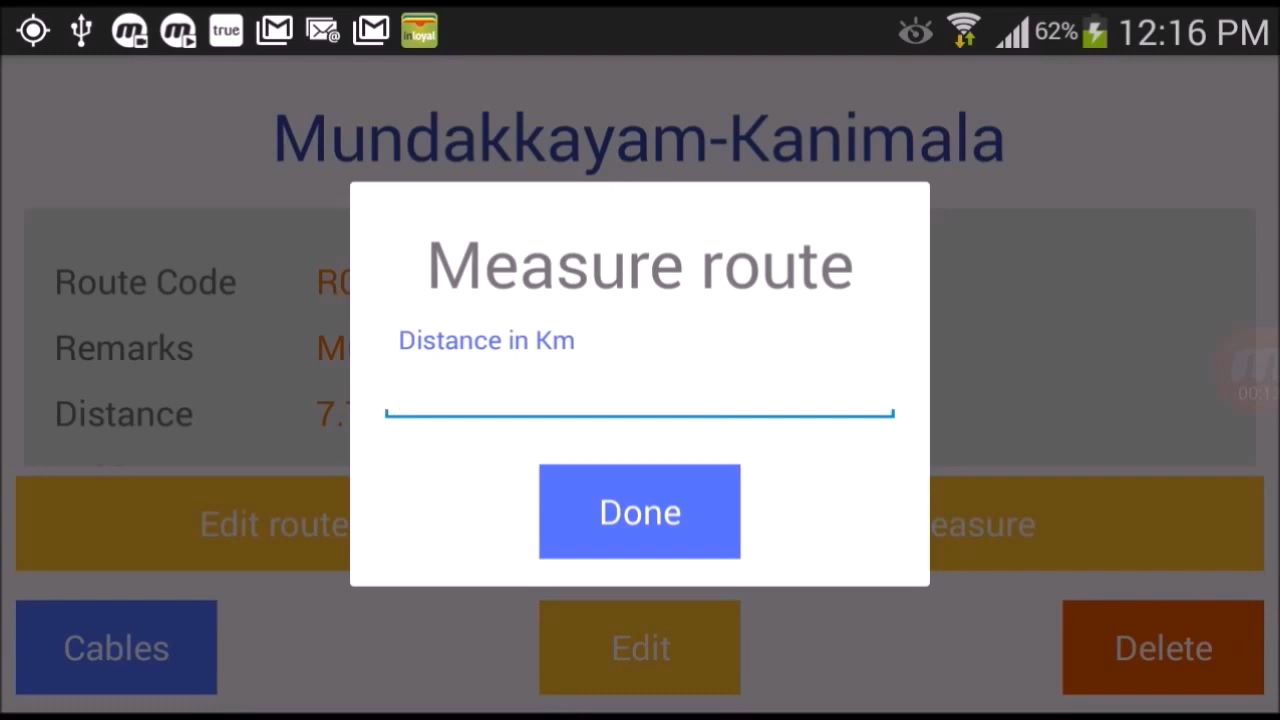 true
inloyal
62%
12:16 PM
Mundakkayam-Kanimala
Measure route
Route Code
Distance in Km
Remarks
Distance
Edit route
Done
Cables
Edit
Delete